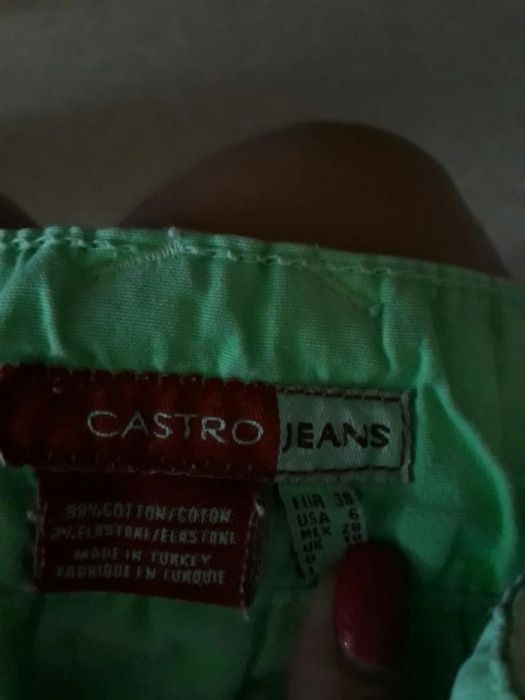 CASTRO JEANS
98% COTTON/COTON
2% ELASTANE/ELASTANE
MADE IN TURKEY
FABRIQUE EN TURQUIE
EUR 38
USA 6
MEX 28
UK 10
D
I